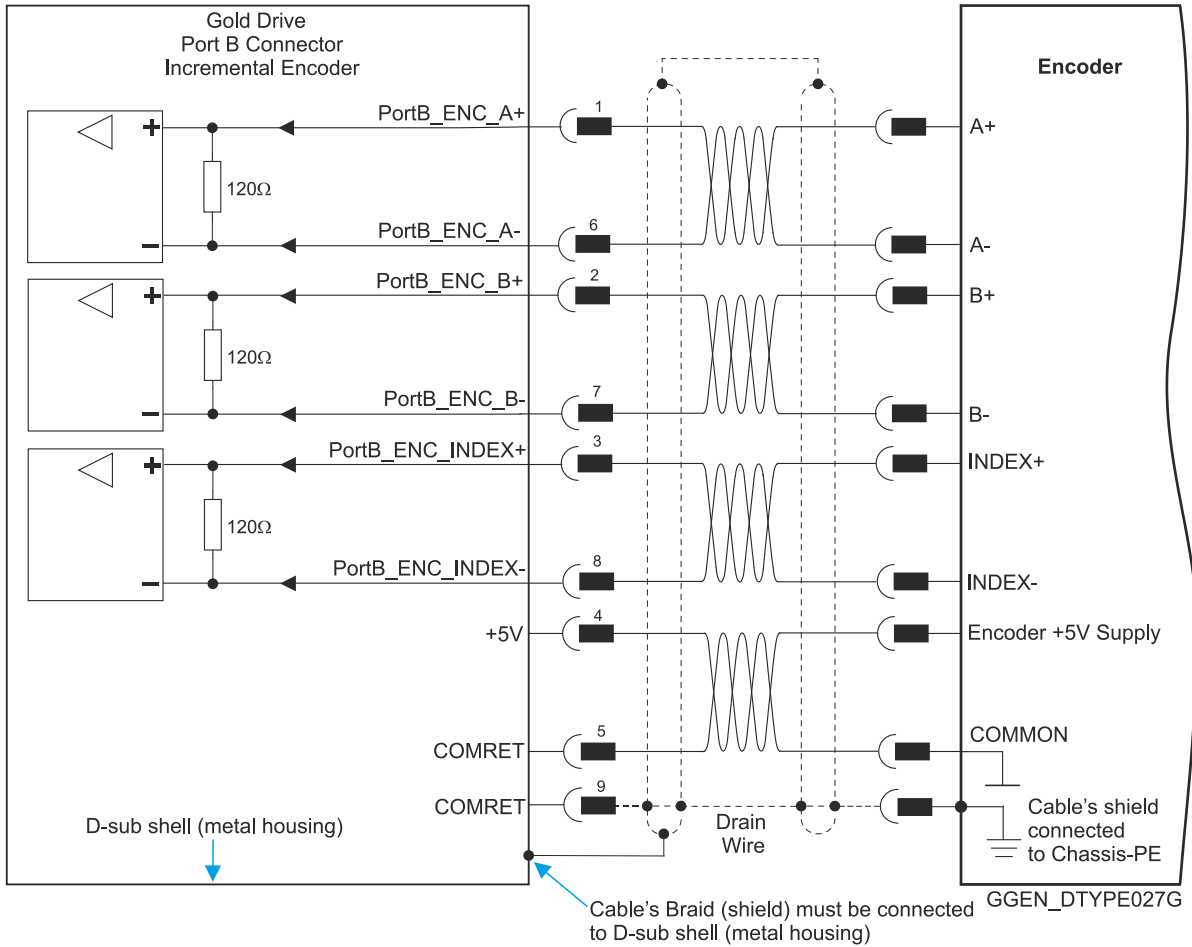 Gold Drive
Port B Connector
Incremental Encoder
Encoder
+
PortB_ENC_A+
1
A+
120Ω
−
PortB_ENC_A-
6
A-
+
PortB_ENC_B+
2
B+
120Ω
−
PortB_ENC_B-
7
B-
+
PortB_ENC_INDEX+
3
INDEX+
120Ω
−
PortB_ENC_INDEX-
8
INDEX-
+5V
4
Encoder +5V Supply
COMRET
5
COMMON
COMRET
9
Drain
Wire
Cable's shield
connected
to Chassis-PE
D-sub shell (metal housing)
GGEN_DTYPE027G
Cable's Braid (shield) must be connected
to D-sub shell (metal housing)